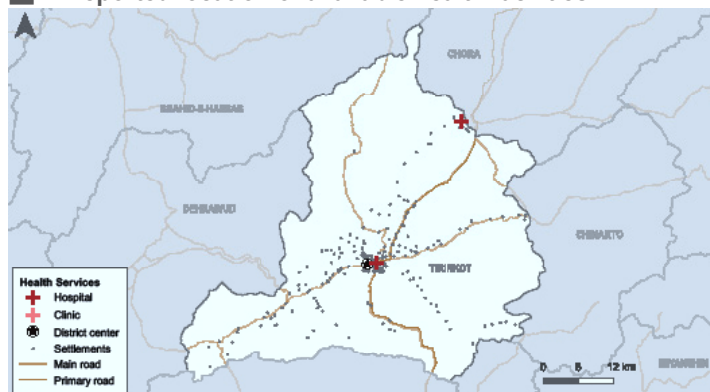 CHORA
SHAHID-E-HASSAS
DEHRAWUD
CHINARTO
TIRINKOT
Health Services
Hospital
Clinic
District center
Settlements
Main road
Primary road
0 6 12 km